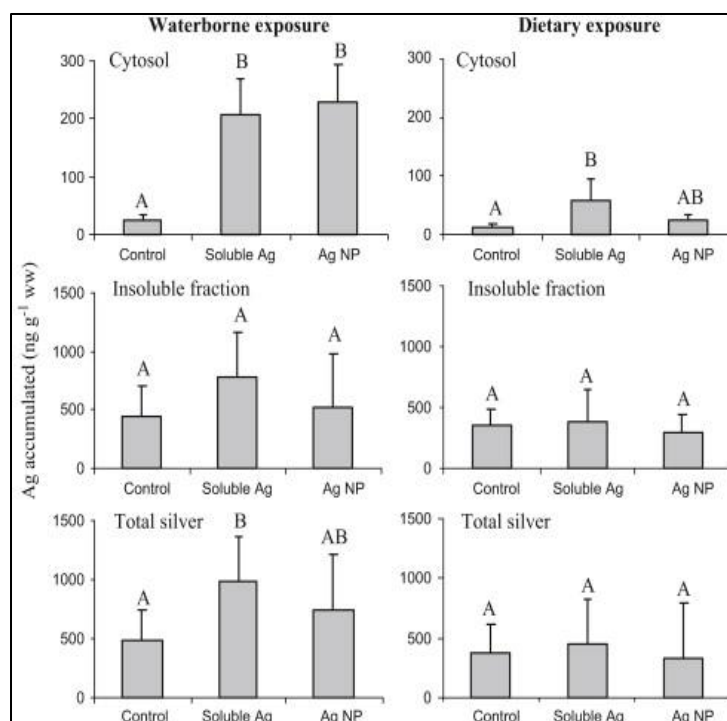 Waterborne exposure
Dietary exposure
Ag accumulated (ng g⁻¹ ww)
Cytosol
300
200
100
0
A
B
B
Control
Soluble Ag
Ag NP
Cytosol
300
200
100
0
A
B
AB
Control
Soluble Ag
Ag NP
Insoluble fraction
1500
1000
500
0
A
A
A
Control
Soluble Ag
Ag NP
Insoluble fraction
1500
1000
500
0
A
A
A
Control
Soluble Ag
Ag NP
Total silver
1500
1000
500
0
A
B
AB
Control
Soluble Ag
Ag NP
Total silver
1500
1000
500
0
A
A
A
Control
Soluble Ag
Ag NP